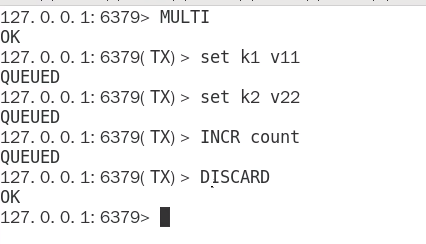 127.0.0.1:6379> MULTI
OK
127.0.0.1:6379(TX)> set k1 v11
QUEUED
127.0.0.1:6379(TX)> set k2 v22
QUEUED
127.0.0.1:6379(TX)> INCR count
QUEUED
127.0.0.1:6379(TX)> DISCARD
OK
127.0.0.1:6379>